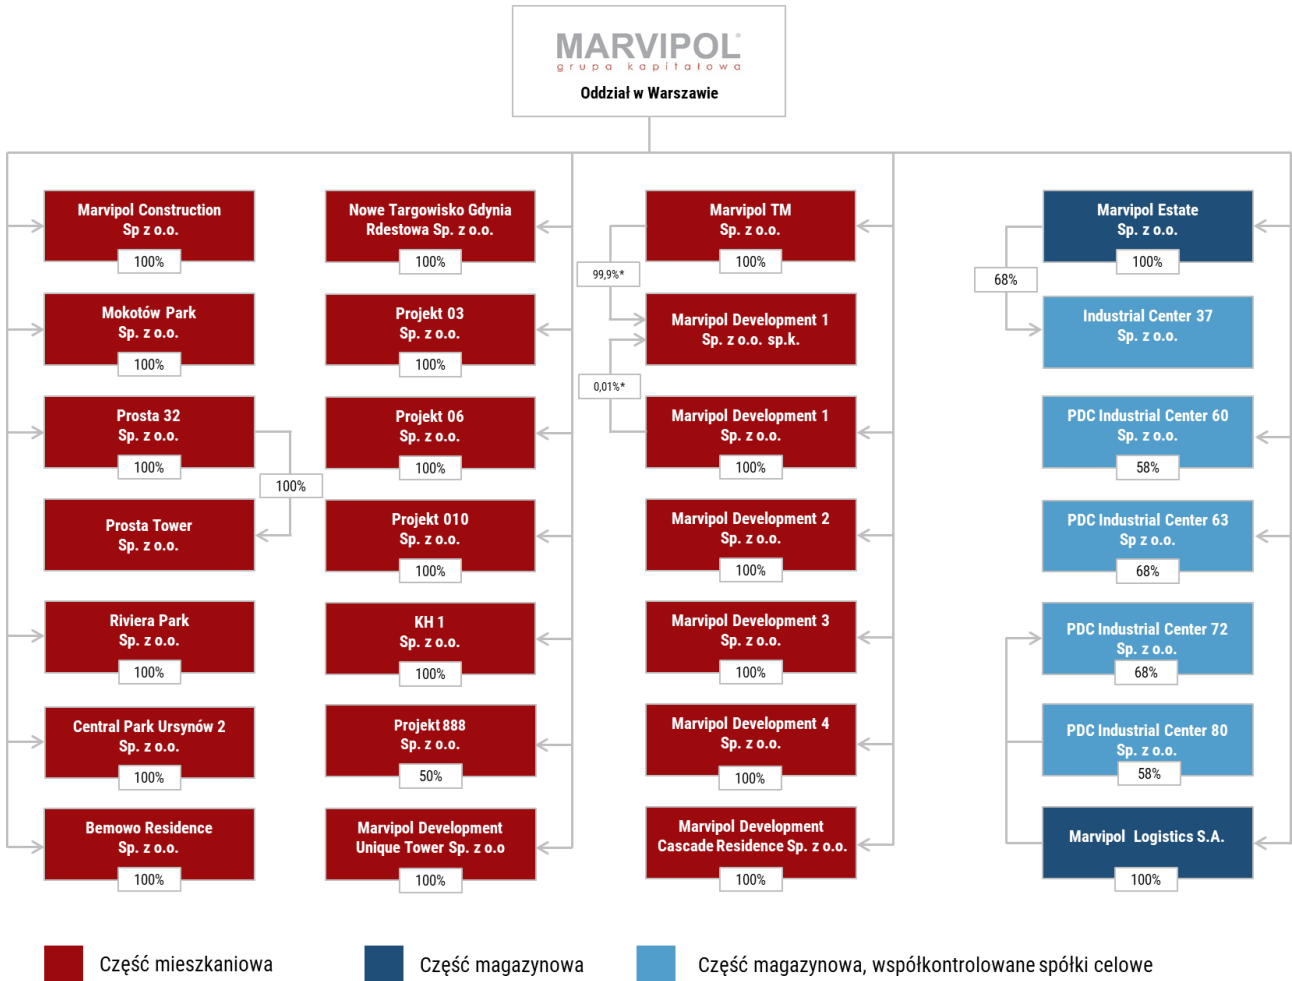 MARVIPOL
grupa kapitałowa
Oddział w Warszawie
Marvipol Construction
Sp z o.o.
100%
Mokotów Park
Sp. z o.o.
100%
Prosta 32
Sp. z o.o.
100%
100%
Prosta Tower
Sp. z o.o.
Riviera Park
Sp. z o.o.
100%
Central Park Ursynów 2
Sp. z o.o.
100%
Bemowo Residence
Sp. z o.o.
100%
Nowe Targowisko Gdynia
Rdestowa Sp. z o.o.
100%
Projekt 03
Sp. z o.o.
100%
Projekt 06
Sp. z o.o.
100%
Projekt 010
Sp. z o.o.
100%
KH 1
Sp. z o.o.
100%
Projekt 888
Sp. z o.o.
50%
Marvipol Development
Unique Tower Sp. z o.o
100%
Marvipol TM
Sp. z o.o.
100%
99,9%*
Marvipol Development 1
Sp. z o.o. sp.k.
0,01%*
Marvipol Development 1
Sp. z o.o.
100%
Marvipol Development 2
Sp. z o.o.
100%
Marvipol Development 3
Sp. z o.o.
100%
Marvipol Development 4
Sp. z o.o.
100%
Marvipol Development
Cascade Residence Sp. z o.o.
100%
Marvipol Estate
Sp. z o.o.
100%
68%
Industrial Center 37
Sp. z o.o.
PDC Industrial Center 60
Sp. z o.o.
58%
PDC Industrial Center 63
Sp z o.o.
68%
PDC Industrial Center 72
Sp. z o.o.
68%
PDC Industrial Center 80
Sp. z o.o.
58%
Marvipol Logistics S.A.
100%
Część mieszkaniowa
Część magazynowa
Część magazynowa, współkontrolowane spółki celowe